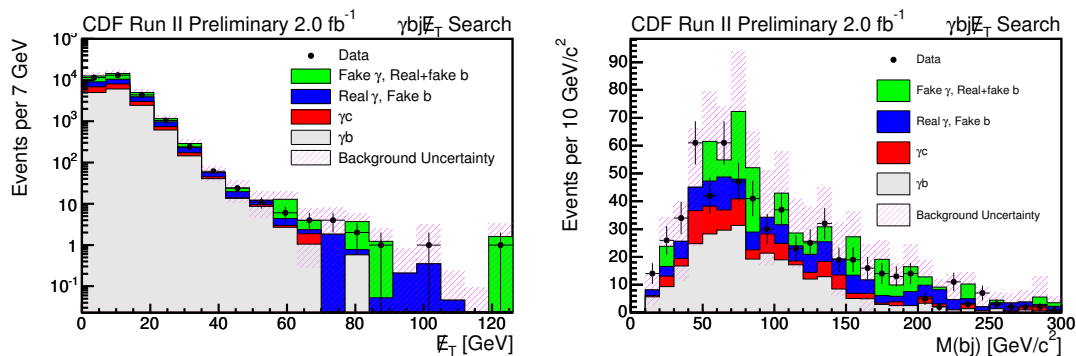 CDF Run II Preliminary 2.0 fb⁻¹ γbjE̸_T Search
Events per 7 GeV
10⁵
10⁴
10³
10²
10
1
10⁻¹
Data
Fake γ, Real+fake b
Real γ, Fake b
γc
γb
Background Uncertainty
0 20 40 60 80 100 120
E̸_T [GeV]
CDF Run II Preliminary 2.0 fb⁻¹ γbjE̸_T Search
Events per 10 GeV/c²
90
80
70
60
50
40
30
20
10
0
Data
Fake γ, Real+fake b
Real γ, Fake b
γc
γb
Background Uncertainty
0 50 100 150 200 250 300
M(bj) [GeV/c²]